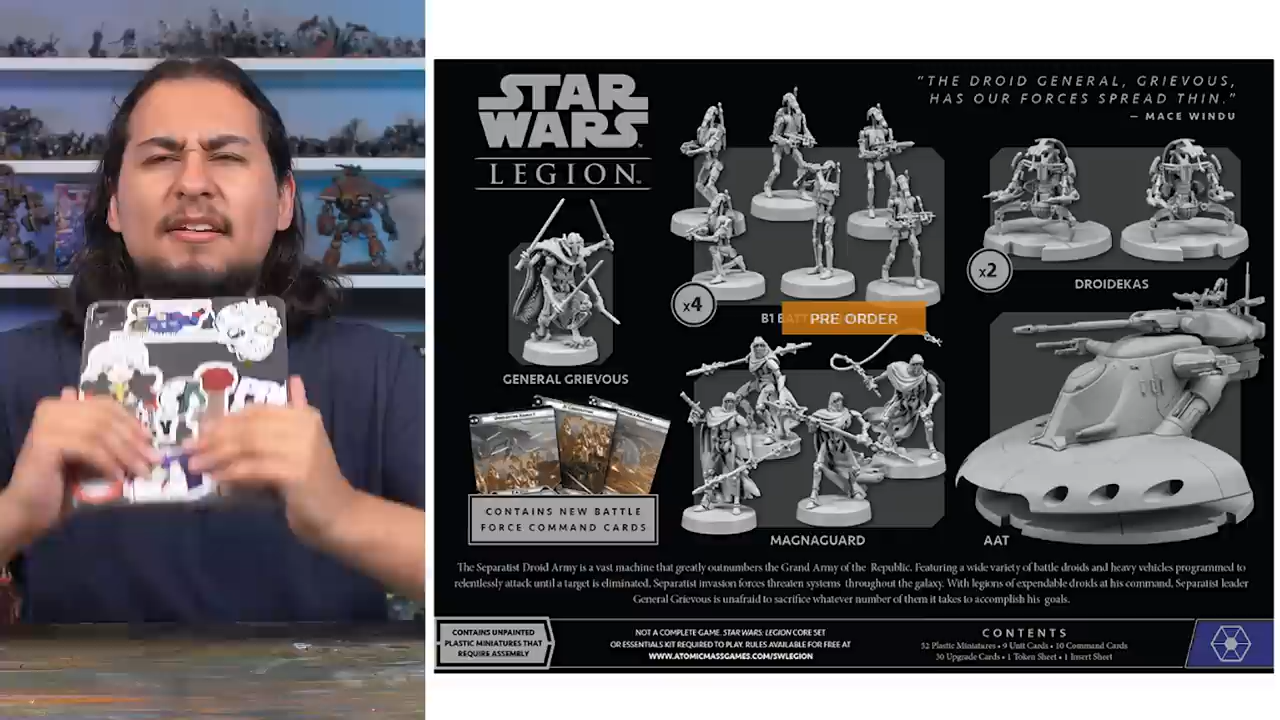 STAR
WARS
LEGION
"THE DROID GENERAL, GRIEVOUS,
HAS OUR FORCES SPREAD THIN."
– MACE WINDU
x4
B1
PRE ORDER
x2
DROIDEKAS
GENERAL GRIEVOUS
CONTAINS NEW BATTLE
FORCE COMMAND CARDS
MAGNAGUARD
AAT
The Separatist Droid Army is a vast machine that greatly outnumbers the Grand Army of the Republic. Featuring a wide variety of battle droids and heavy vehicles programmed to
relentlessly attack until a target is eliminated, Separatist invasion forces threaten systems throughout the galaxy. With legions of expendable droids at his command, Separatist leader
General Grievous is unafraid to sacrifice whatever number of them it takes to accomplish his goals.
CONTAINS UNPAINTED
PLASTIC MINIATURES THAT
REQUIRE ASSEMBLY
NOT A COMPLETE GAME. STAR WARS: LEGION CORE SET
OR ESSENTIALS KIT REQUIRED TO PLAY. RULES AVAILABLE FOR FREE AT
WWW.ATOMICMASSGAMES.COM/SWLEGION
CONTENTS
32 Plastic Miniatures • 9 Unit Cards • 10 Command Cards
30 Upgrade Cards • 1 Token Sheet • 1 Insert Sheet